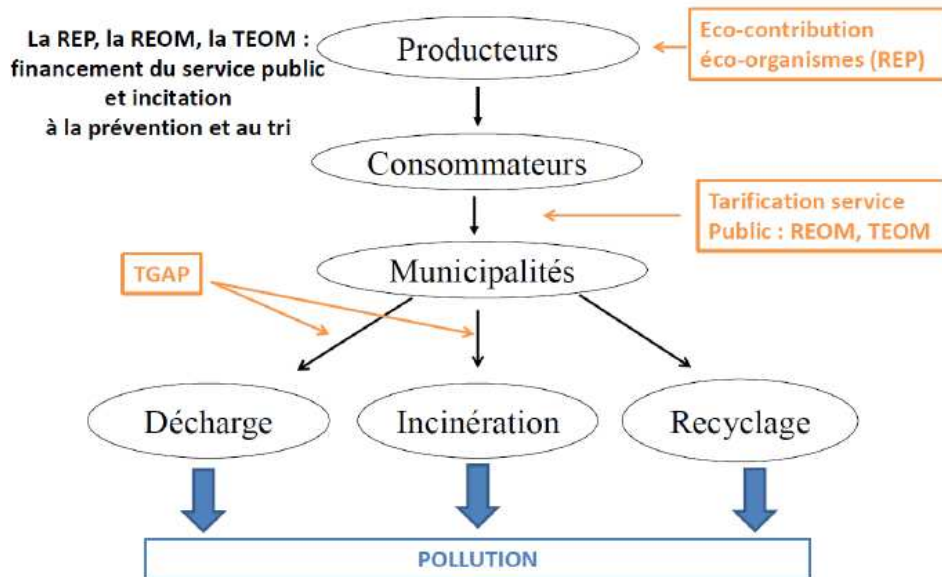 La REP, la REOM, la TEOM :
financement du service public
et incitation
à la prévention et au tri
Producteurs
Eco-contribution
éco-organismes (REP)
Consommateurs
Tarification service
Public : REOM, TEOM
Municipalités
TGAP
Décharge
Incinération
Recyclage
POLLUTION